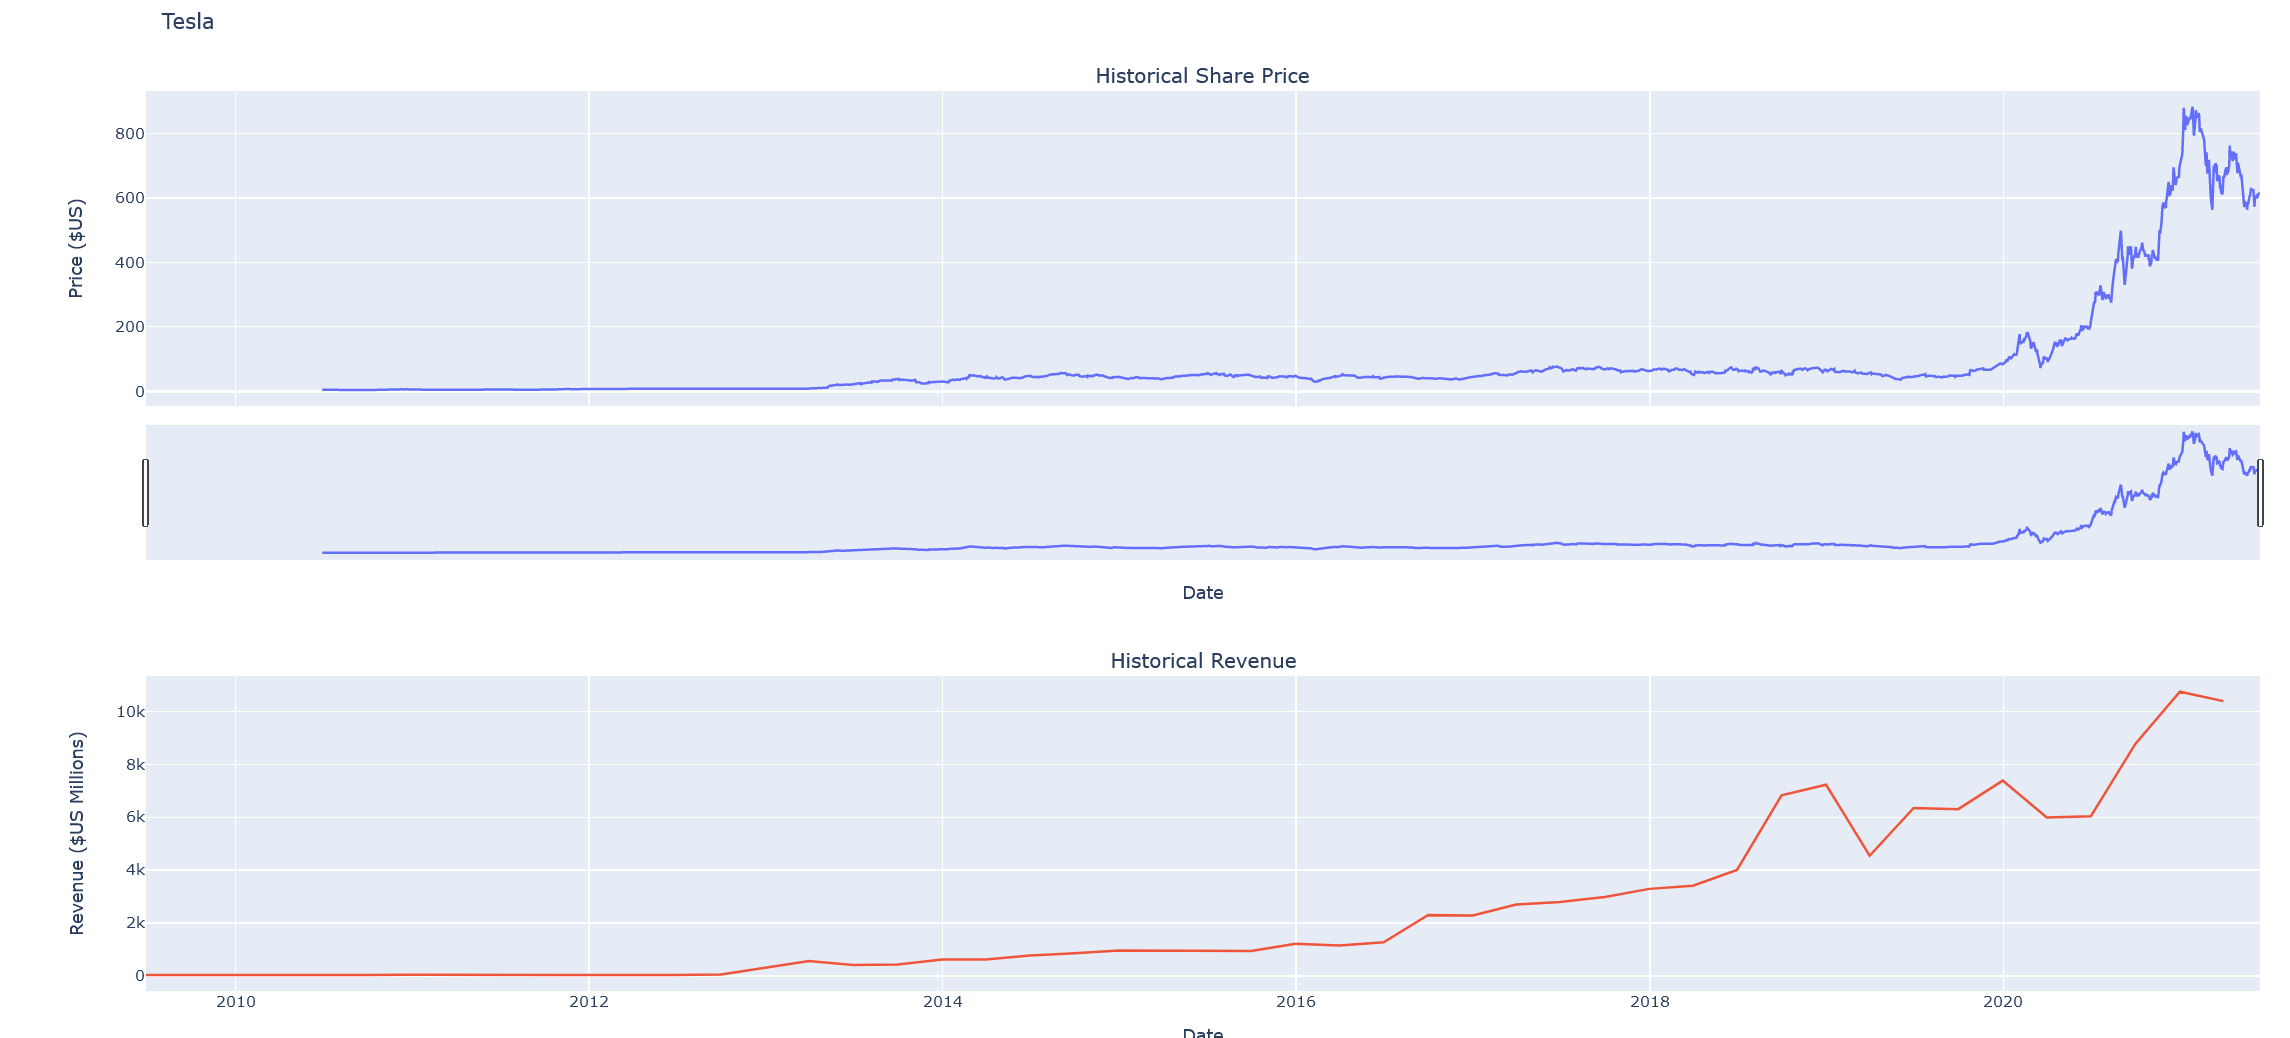 Tesla
Historical Share Price
Price ($US)
800
600
400
200
0
Date
Historical Revenue
Revenue ($US Millions)
10k
8k
6k
4k
2k
0
2010 2012 2014 2016 2018 2020
Date